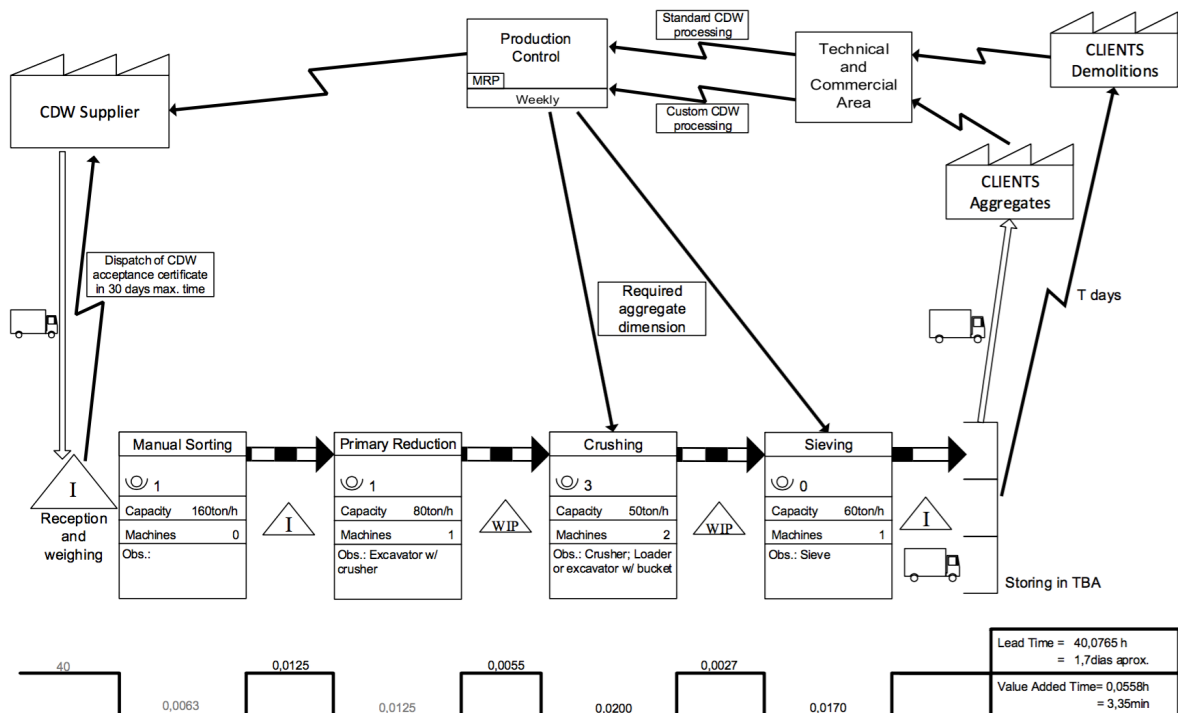 Standard CDW
processing
Production
Control
MRP
Weekly
Technical
and
Commercial
Area
CLIENTS
Demolitions
CDW Supplier
Custom CDW
processing
CLIENTS
Aggregates
Dispatch of CDW
acceptance certificate
in 30 days max. time
Required
aggregate
dimension
T days
I
Reception
and
weighing
Manual Sorting
1
Capacity 160ton/h
Machines 0
Obs.:
I
Primary Reduction
1
Capacity 80ton/h
Machines 1
Obs.: Excavator w/
crusher
WIP
Crushing
3
Capacity 50ton/h
Machines 2
Obs.: Crusher; Loader
or excavator w/ bucket
WIP
Sieving
0
Capacity 60ton/h
Machines 1
Obs.: Sieve
I
Storing in TBA
40
0,0063
0,0125
0,0125
0,0055
0,0200
0,0027
0,0170
Lead Time = 40,0765 h
= 1,7dias aprox.
Value Added Time= 0,0558h
= 3,35min